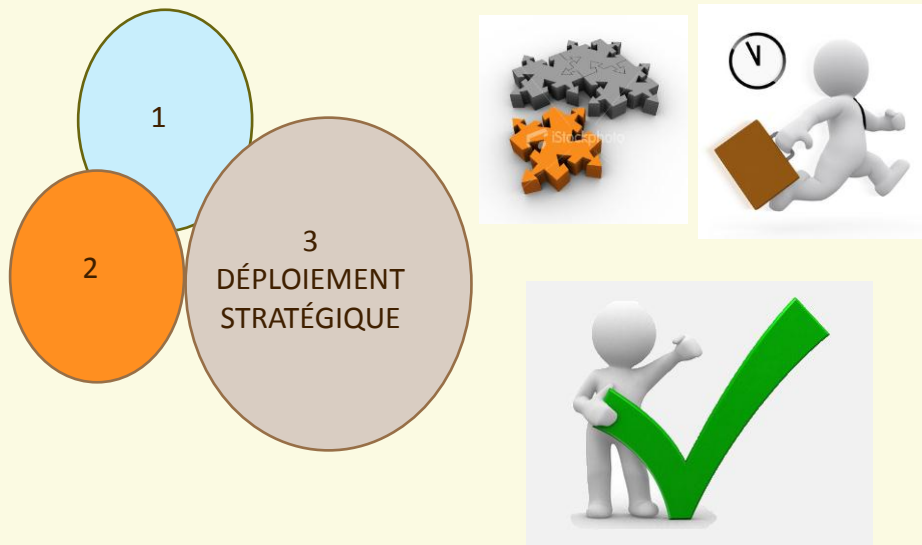 1
2
3
DÉPLOIEMENT
STRATÉGIQUE
iStockphoto